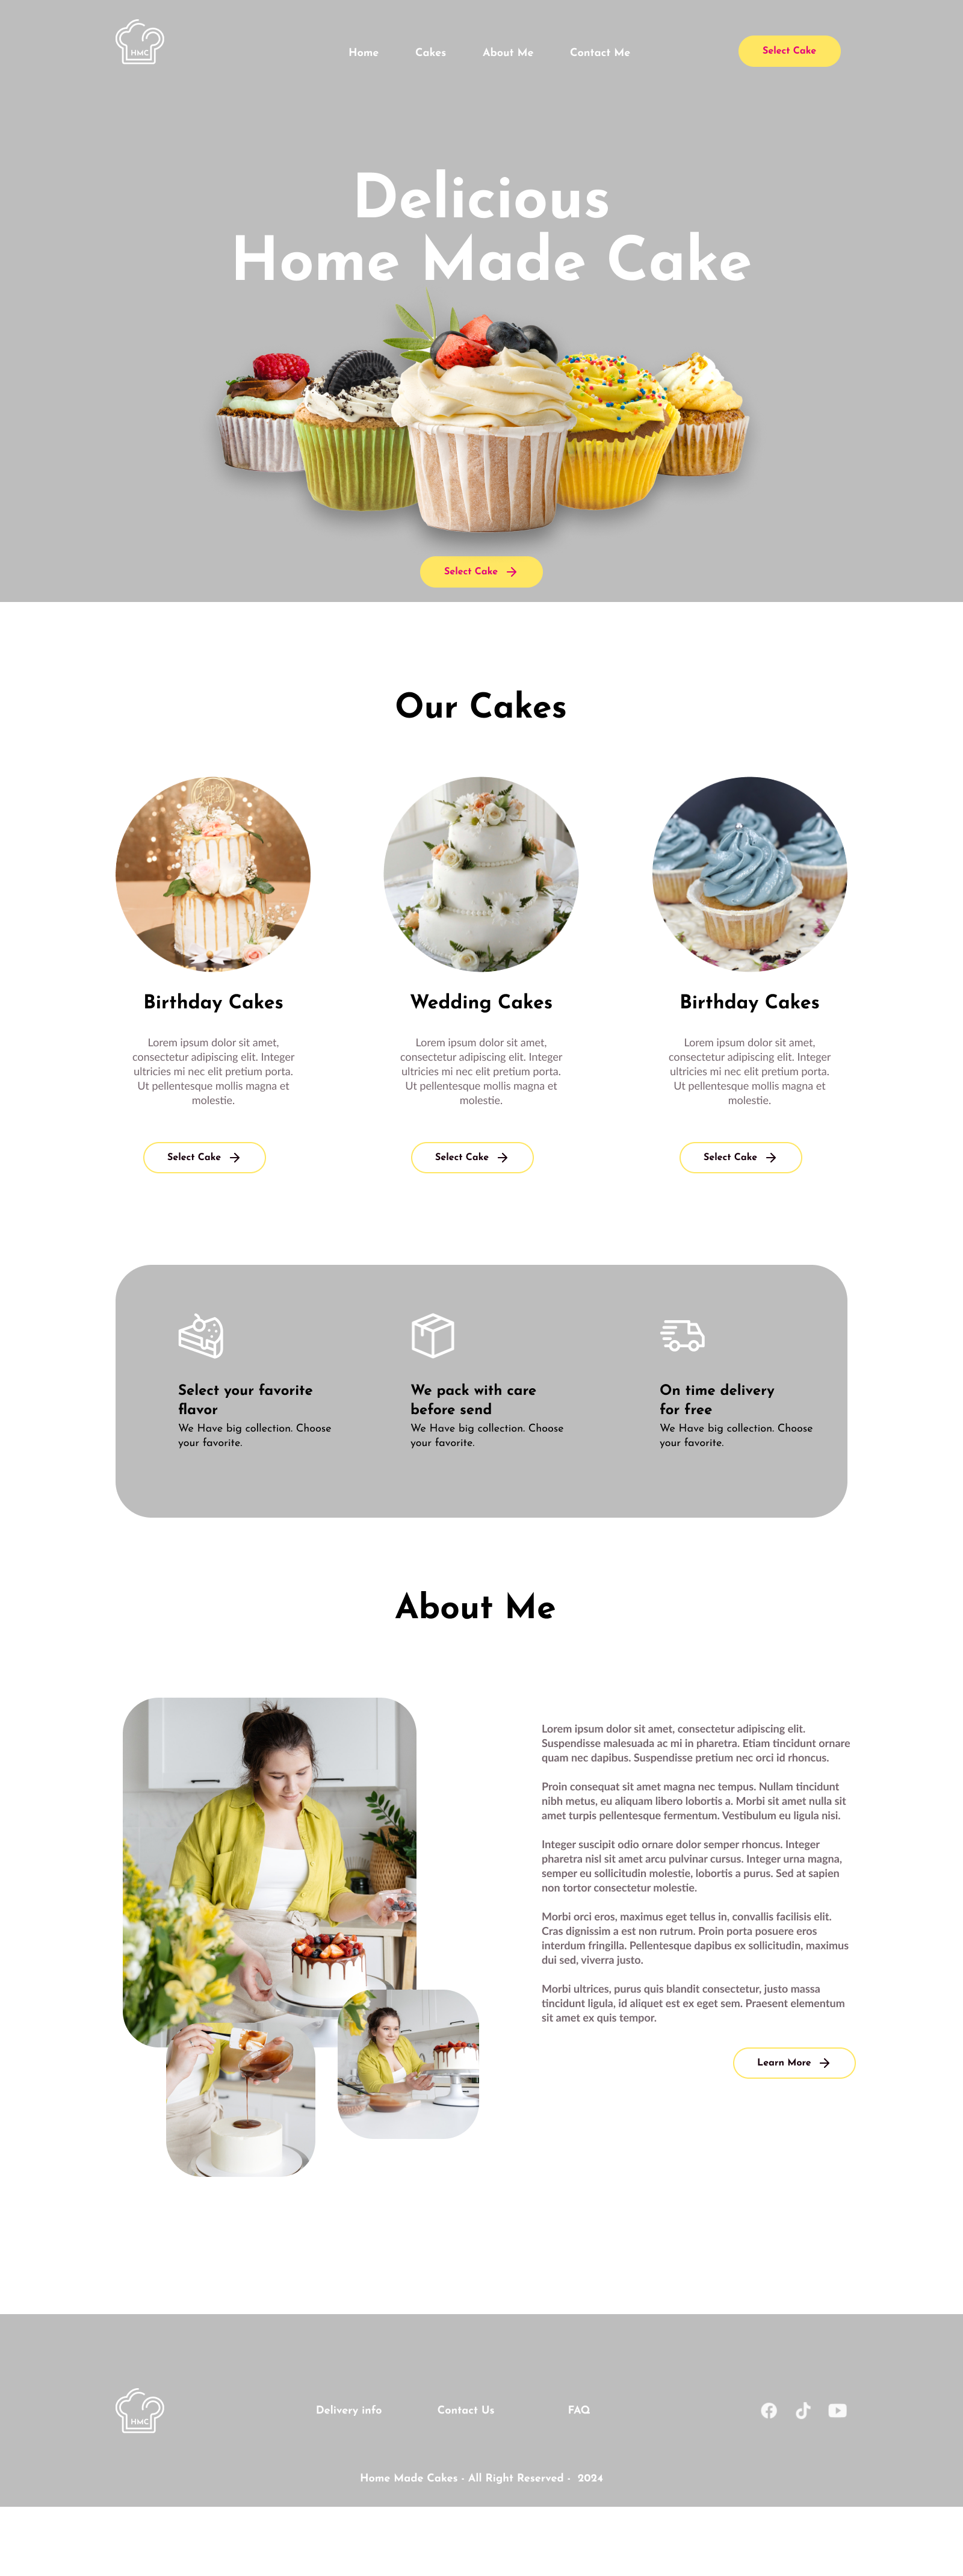 HMC
Home
Cakes
About Me
Contact Me
Select Cake
Delicious
Home Made Cake
Select Cake
Our Cakes
Birthday Cakes
Lorem ipsum dolor sit amet,
consectetur adipiscing elit. Integer
ultricies mi nec elit pretium porta.
Ut pellentesque mollis magna et
molestie.
Select Cake
Wedding Cakes
Lorem ipsum dolor sit amet,
consectetur adipiscing elit. Integer
ultricies mi nec elit pretium porta.
Ut pellentesque mollis magna et
molestie.
Select Cake
Birthday Cakes
Lorem ipsum dolor sit amet,
consectetur adipiscing elit. Integer
ultricies mi nec elit pretium porta.
Ut pellentesque mollis magna et
molestie.
Select Cake
Select your favorite
flavor
We Have big collection. Choose
your favorite.
We pack with care
before send
We Have big collection. Choose
your favorite.
On time delivery
for free
We Have big collection. Choose
your favorite.
About Me
Lorem ipsum dolor sit amet, consectetur adipiscing elit.
Suspendisse malesuada ac mi in pharetra. Etiam tincidunt ornare
quam nec dapibus. Suspendisse pretium nec orci id rhoncus.
Proin consequat sit amet magna nec tempus. Nullam tincidunt
nibh metus, eu aliquam libero lobortis a. Morbi sit amet nulla sit
amet turpis pellentesque fermentum. Vestibulum eu ligula nisi.
Integer suscipit odio ornare dolor semper rhoncus. Integer
pharetra nisl sit amet arcu pulvinar cursus. Integer urna magna,
semper eu sollicitudin molestie, lobortis a purus. Sed at sapien
non tortor consectetur molestie.
Morbi orci eros, maximus eget tellus in, convallis facilisis elit.
Cras dignissim a est non rutrum. Proin porta posuere eros
interdum fringilla. Pellentesque dapibus ex sollicitudin, maximus
dui sed, viverra justo.
Morbi ultrices, purus quis blandit consectetur, justo massa
tincidunt ligula, id aliquet est ex eget sem. Praesent elementum
sit amet ex quis tempor.
Learn More
HMC
Delivery info
Contact Us
FAQ
Home Made Cakes - All Right Reserved - 2024